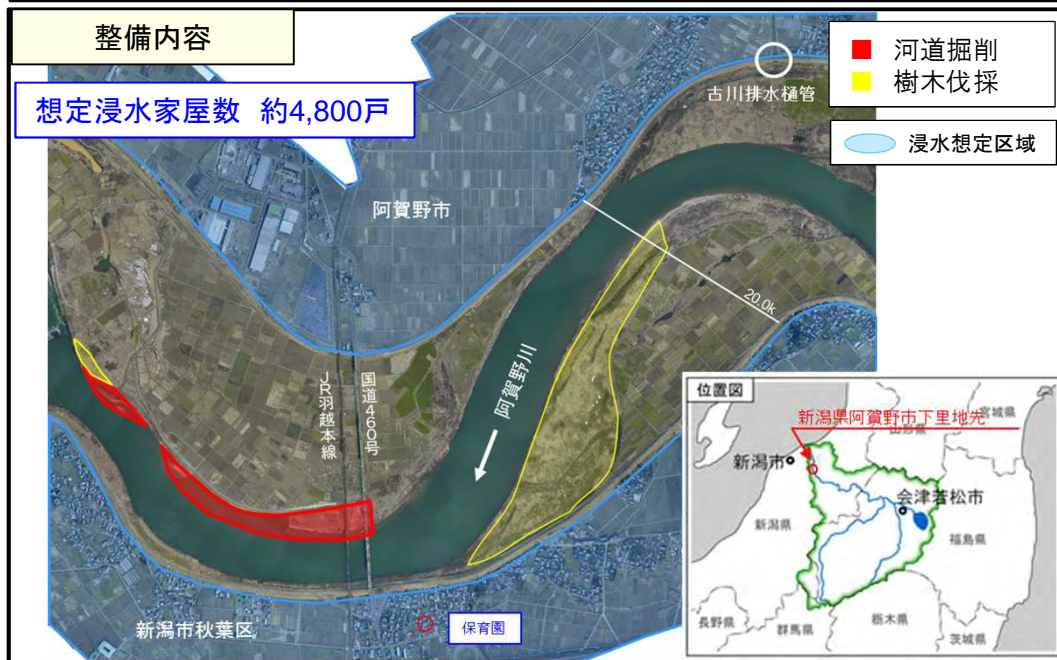 整備内容
想定浸水家屋数 約4,800戸
河道掘削
樹木伐採
浸水想定区域
古川排水樋管
阿賀野市
20.0k
阿賀野川
国道460号
JR羽越本線
新潟市秋葉区
保育園
位置図
新潟県阿賀野市下里地先
宮城県
山形県
新潟市
会津若松市
新潟県
福島県
長野県
群馬県
栃木県
茨城県